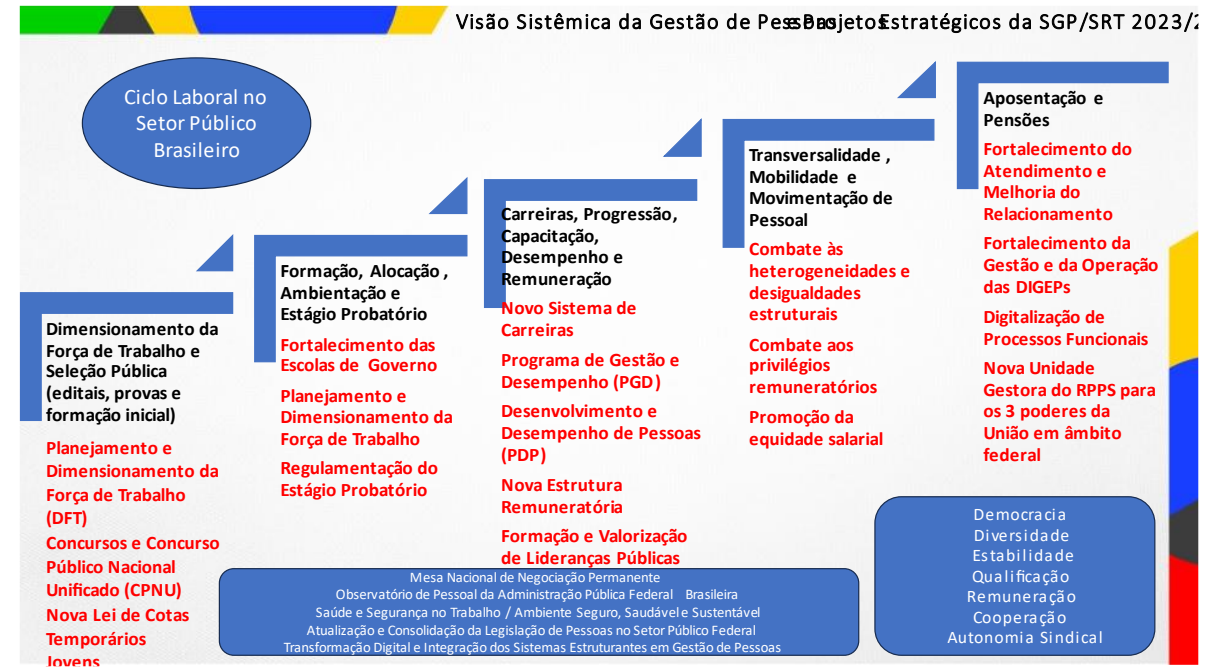 Visão Sistêmica da Gestão de Pessoas e Projetos Estratégicos da SGP/SRT 2023/2
Ciclo Laboral no
Setor Público
Brasileiro
Dimensionamento da
Força de Trabalho e
Seleção Pública
(editais, provas e
formação inicial)
Planejamento e
Dimensionamento da
Força de Trabalho
(DFT)
Concursos e Concurso
Público Nacional
Unificado (CPNU)
Nova Lei de Cotas
Temporários
Jovens
Formação, Alocação ,
Ambientação e
Estágio Probatório
Fortalecimento das
Escolas de Governo
Planejamento e
Dimensionamento da
Força de Trabalho
Regulamentação do
Estágio Probatório
Carreiras, Progressão,
Capacitação,
Desempenho e
Remuneração
Novo Sistema de
Carreiras
Programa de Gestão e
Desempenho (PGD)
Desenvolvimento e
Desempenho de Pessoas
(PDP)
Nova Estrutura
Remuneratória
Formação e Valorização
de Lideranças Públicas
Transversalidade ,
Mobilidade e
Movimentação de
Pessoal
Combate às
heterogeneidades e
desigualdades
estruturais
Combate aos
privilégios
remuneratórios
Promoção da
equidade salarial
Aposentação e
Pensões
Fortalecimento do
Atendimento e
Melhoria do
Relacionamento
Fortalecimento da
Gestão e da Operação
das DIGEPs
Digitalização de
Processos Funcionais
Nova Unidade
Gestora do RPPS para
os 3 poderes da
União em âmbito
federal
Mesa Nacional de Negociação Permanente
Observatório de Pessoal da Administração Pública Federal Brasileira
Saúde e Segurança no Trabalho / Ambiente Seguro, Saudável e Sustentável
Atualização e Consolidação da Legislação de Pessoas no Setor Público Federal
Transformação Digital e Integração dos Sistemas Estruturantes em Gestão de Pessoas
Democracia
Diversidade
Estabilidade
Qualificação
Remuneração
Cooperação
Autonomia Sindical